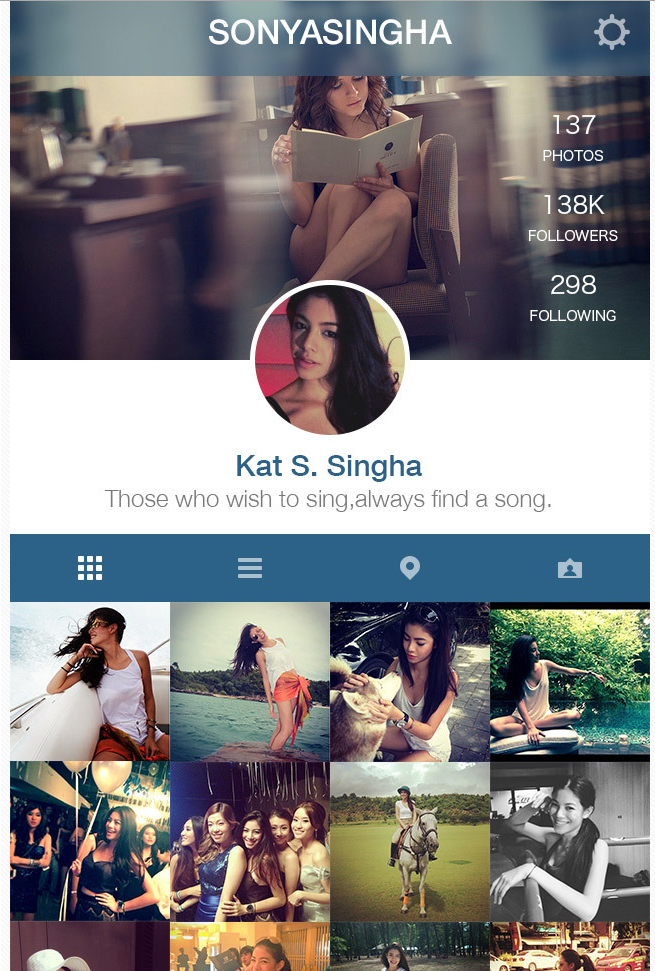 SONYASINGHA
137
PHOTOS
138K
FOLLOWERS
298
FOLLOWING
Kat S. Singha
Those who wish to sing,always find a song.